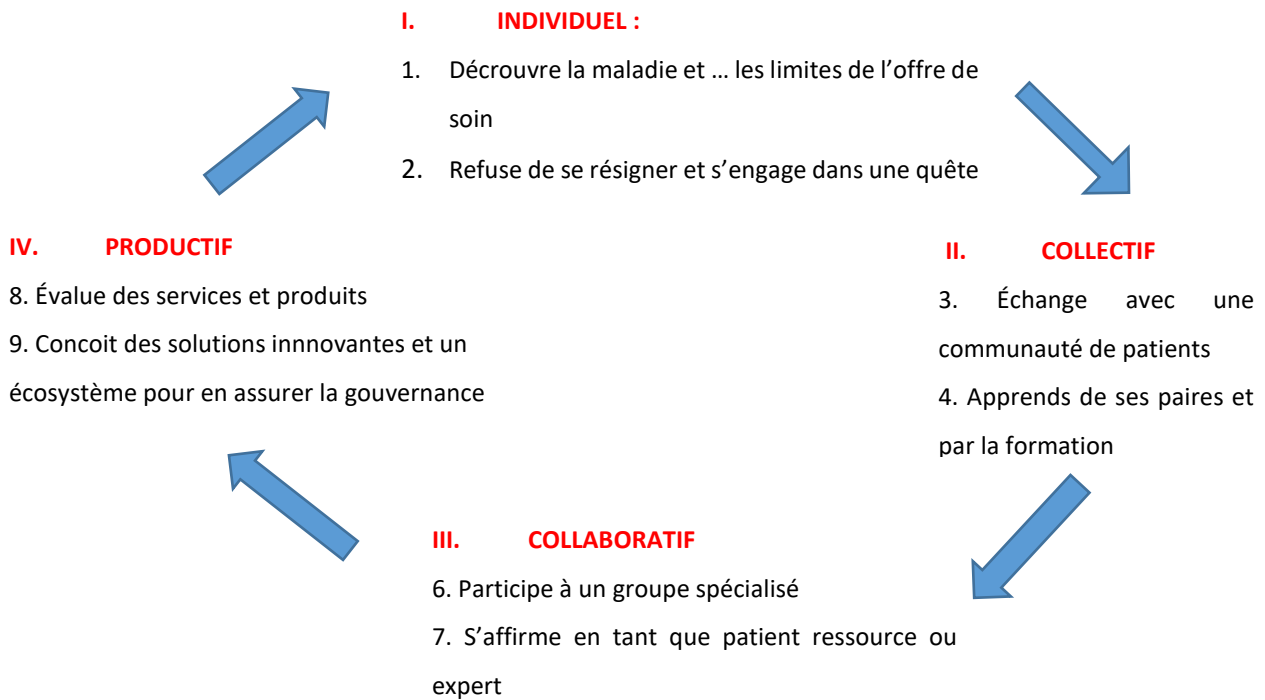 I. INDIVIDUEL :
1. Décrouvre la maladie et … les limites de l’offre de
soin
2. Refuse de se résigner et s’engage dans une quête
II. COLLECTIF
3. Échange avec une
communauté de patients
4. Apprends de ses paires et
par la formation
III. COLLABORATIF
6. Participe à un groupe spécialisé
7. S’affirme en tant que patient ressource ou
expert
IV. PRODUCTIF
8. Évalue des services et produits
9. Concoit des solutions innnovantes et un
écosystème pour en assurer la gouvernance